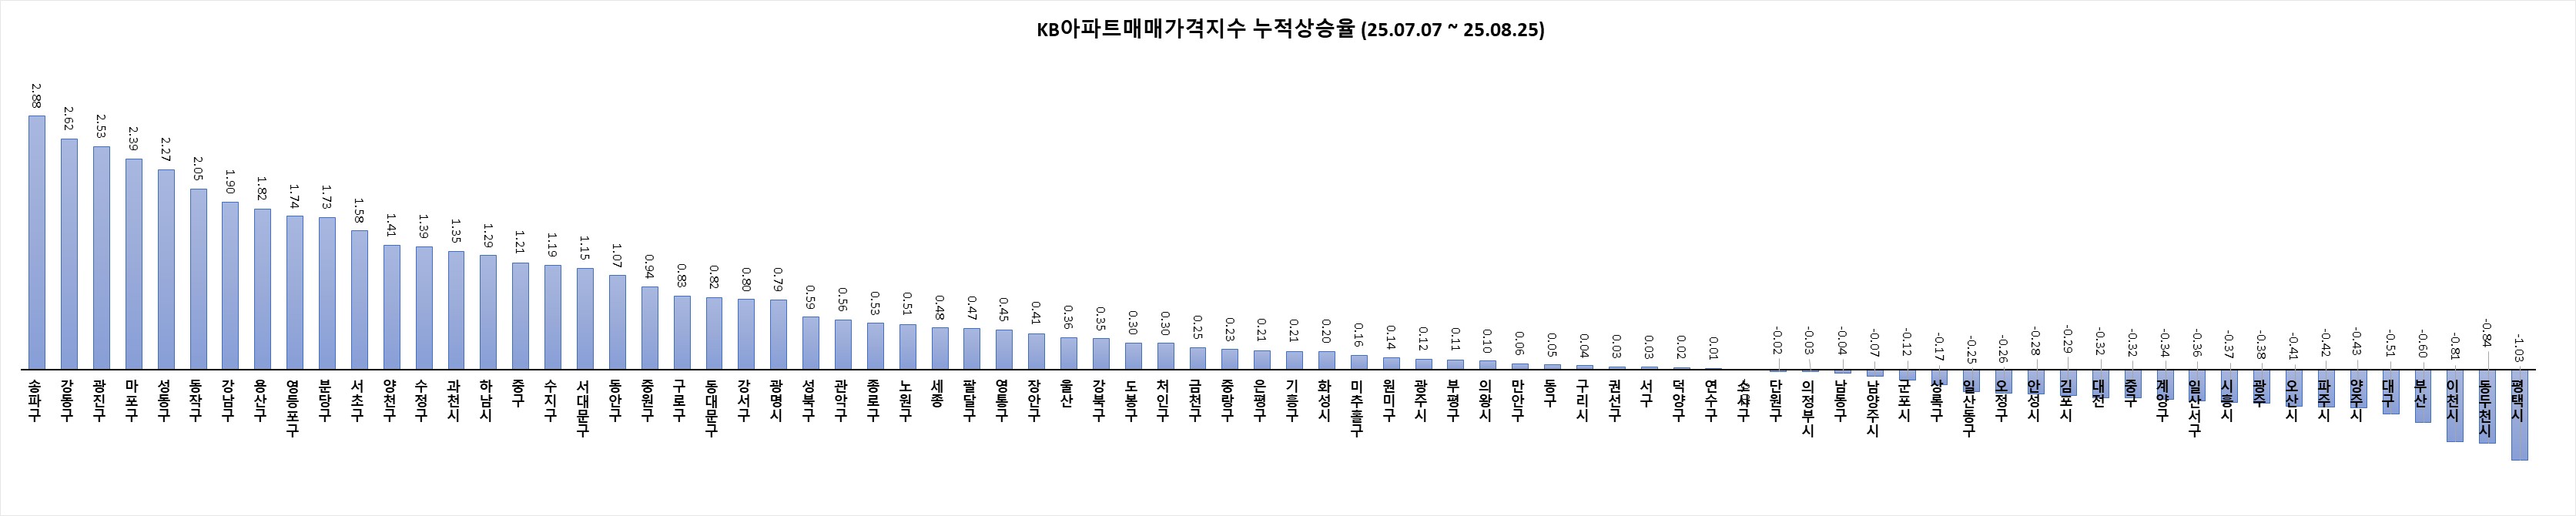 KB아파트매매가격지수 누적상승율 (25.07.07 ~ 25.08.25)
2.88 2.62 2.53 2.39 2.27 2.05 1.90 1.82 1.74 1.73 1.58 1.41 1.39 1.35 1.29 1.21 1.19 1.15 1.07 0.94 0.83 0.82 0.80 0.79 0.59 0.56 0.53 0.51 0.48 0.47 0.45 0.41 0.36 0.35 0.30 0.30 0.25 0.23 0.21 0.21 0.20 0.16 0.14 0.12 0.11 0.10 0.06 0.05 0.04 0.03 0.03 0.02 0.01 -0.02 -0.03 -0.04 -0.07 -0.12 -0.17 -0.25 -0.26 -0.28 -0.29 -0.32 -0.32 -0.34 -0.36 -0.37 -0.38 -0.41 -0.42 -0.43 -0.51 -0.60 -0.81 -0.84 -1.03
송파구 강동구 광진구 마포구 성동구 동작구 강남구 용산구 영등포구 분당구 서초구 양천구 수정구 과천시 하남시 중구 수지구 서대문구 동안구 중원구 구로구 동대문구 강서구 광명시 성북구 관악구 종로구 노원구 세종 팔달구 영통구 장안구 울산 강북구 도봉구 처인구 금천구 중랑구 은평구 기흥구 화성시 미추홀구 원미구 광주시 부평구 의왕시 만안구 동구 구리시 권선구 서구 덕양구 연수구 소사구 단원구 의정부시 남동구 남양주시 군포시 상록구 일산동구 오정구 안성시 김포시 대전 중구 계양구 일산서구 시흥시 광주 오산시 파주시 양주시 대구 부산 이천시 동두천시 평택시